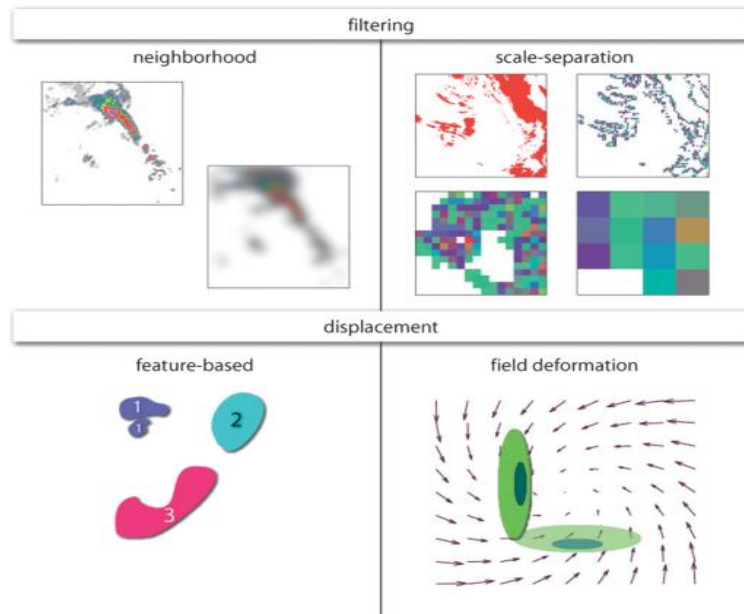 filtering
neighborhood
scale-separation
displacement
feature-based
field deformation
1
1
2
3